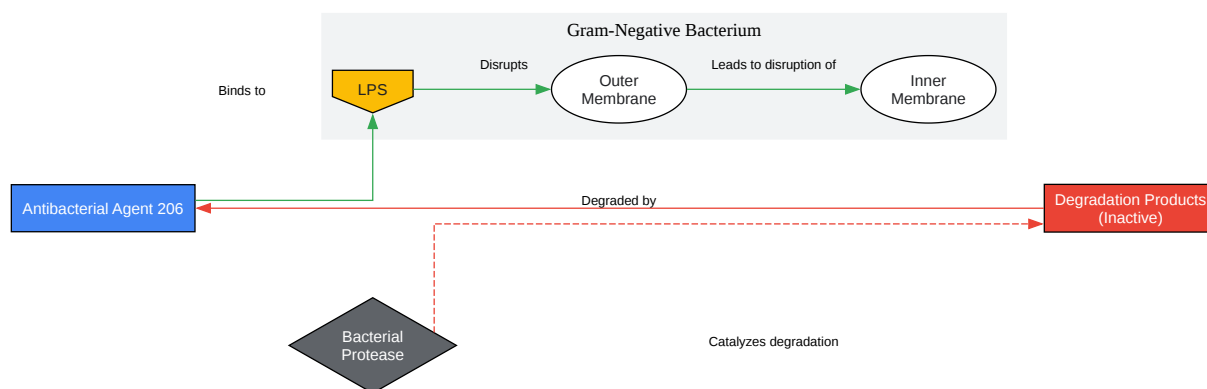 Gram-Negative Bacterium
Binds to
LPS
Disrupts
Outer
Membrane
Leads to disruption of
Inner
Membrane
Antibacterial Agent 206
Degraded by
Degradation Products
(Inactive)
Bacterial
Protease
Catalyzes degradation